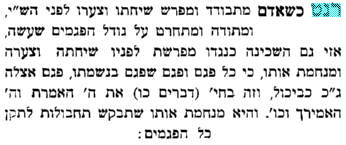 רנט כשאדם מתבודד ומפרש שיחתו וצערו לפני הש"י,
ומתודה ומתחרט על גודל הפגמים שעשה,
אזי גם השכינה כנגדו מפרשת לפניו שיחתה וצערה
ומנחמת אותו, כי כל פגם ופגם שפגם בנשמתו, פגם אצלה
ג"כ כביכול, וזה בחי' (דברים כו) את ה' האמרת וה'
האמירך וכו'. והיא מנחמת אותו שתבקש תחבולות לתקן
כל הפגמים: